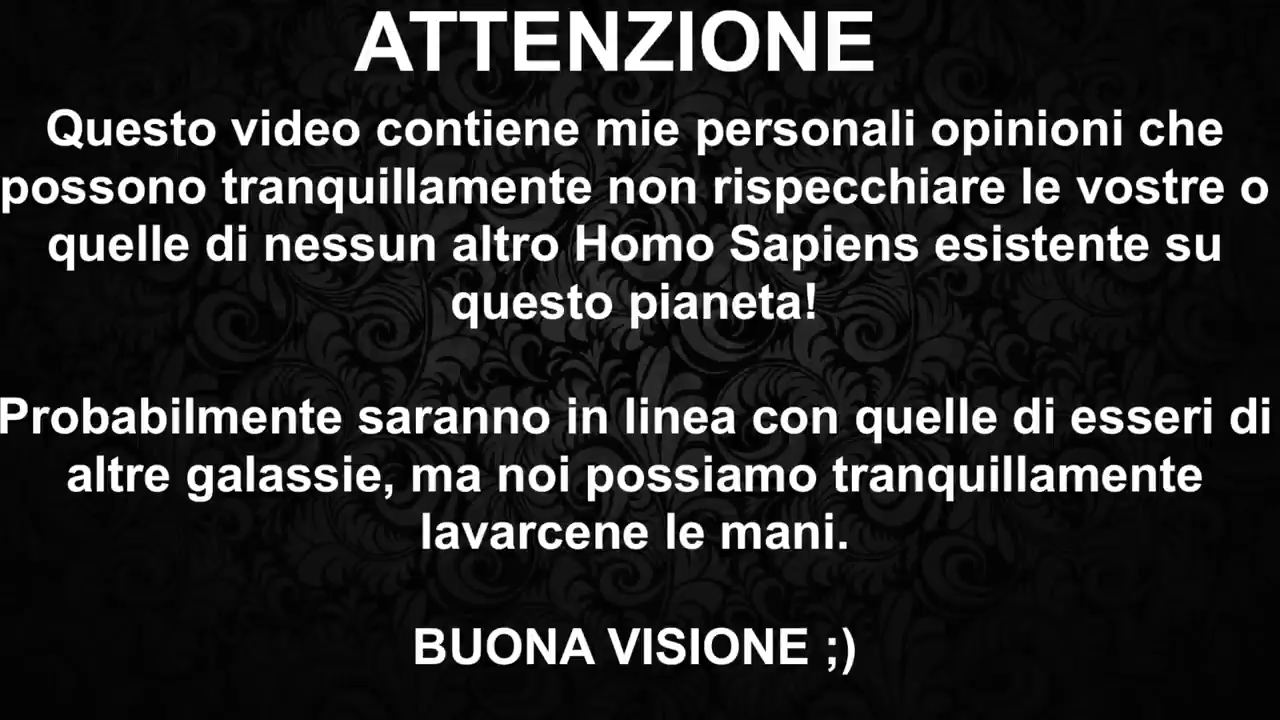 ATTENZIONE
Questo video contiene mie personali opinioni che
possono tranquillamente non rispecchiare le vostre o
quelle di nessun altro Homo Sapiens esistente su
questo pianeta!
Probabilmente saranno in linea con quelle di esseri di
altre galassie, ma noi possiamo tranquillamente
lavarcene le mani.
BUONA VISIONE ;)